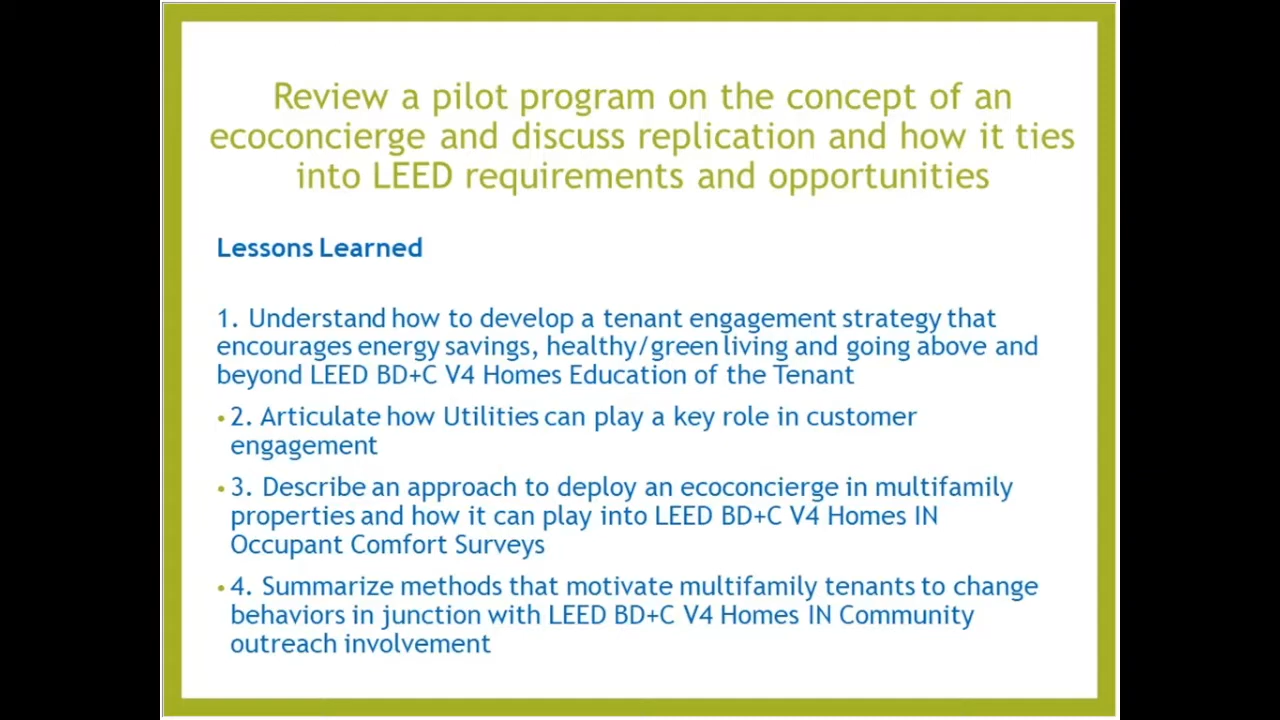 Review a pilot program on the concept of an
ecoconcierge and discuss replication and how it ties
into LEED requirements and opportunities
Lessons Learned
1. Understand how to develop a tenant engagement strategy that
encourages energy savings, healthy/green living and going above and
beyond LEED BD+C V4 Homes Education of the Tenant
• 2. Articulate how Utilities can play a key role in customer
engagement
• 3. Describe an approach to deploy an ecoconcierge in multifamily
properties and how it can play into LEED BD+C V4 Homes IN
Occupant Comfort Surveys
• 4. Summarize methods that motivate multifamily tenants to change
behaviors in junction with LEED BD+C V4 Homes IN Community
outreach involvement